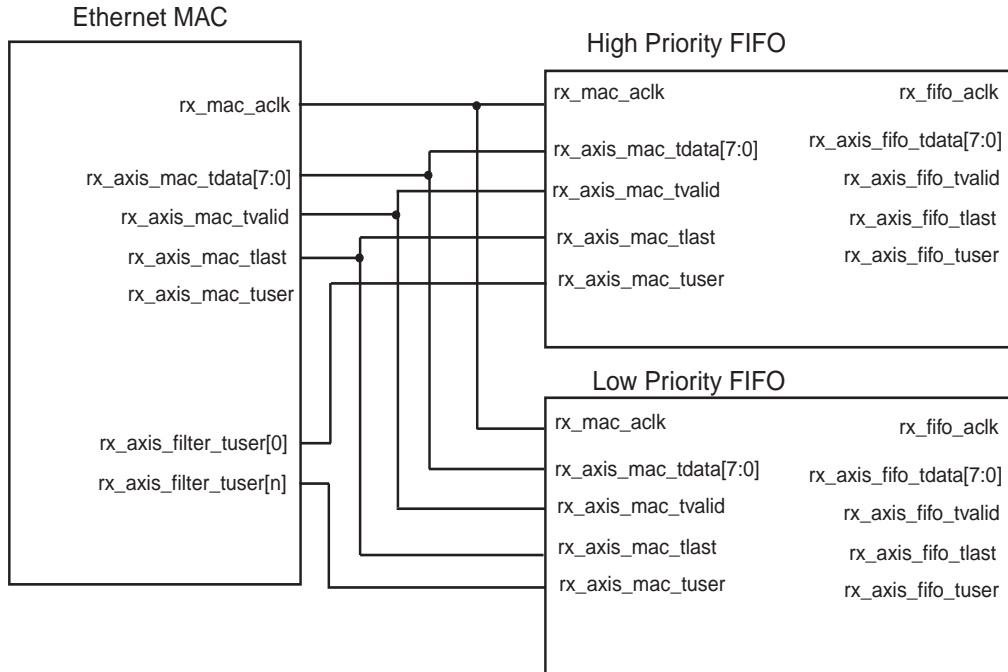 Ethernet MAC
rx_mac_aclk
rx_axis_mac_tdata[7:0]
rx_axis_mac_tvalid
rx_axis_mac_tlast
rx_axis_mac_tuser
rx_axis_filter_tuser[0]
rx_axis_filter_tuser[n]
High Priority FIFO
rx_mac_aclk
rx_axis_mac_tdata[7:0]
rx_axis_mac_tvalid
rx_axis_mac_tlast
rx_axis_mac_tuser
rx_fifo_aclk
rx_axis_fifo_tdata[7:0]
rx_axis_fifo_tvalid
rx_axis_fifo_tlast
rx_axis_fifo_tuser
Low Priority FIFO
rx_mac_aclk
rx_axis_mac_tdata[7:0]
rx_axis_mac_tvalid
rx_axis_mac_tlast
rx_axis_mac_tuser
rx_fifo_aclk
rx_axis_fifo_tdata[7:0]
rx_axis_fifo_tvalid
rx_axis_fifo_tlast
rx_axis_fifo_tuser